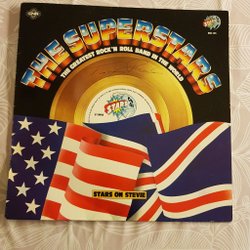 THE SUPERSTARS
THE GREATEST ROCK 'N ROLL BAND IN THE WORLD
STARS
STARS ON STEVIE